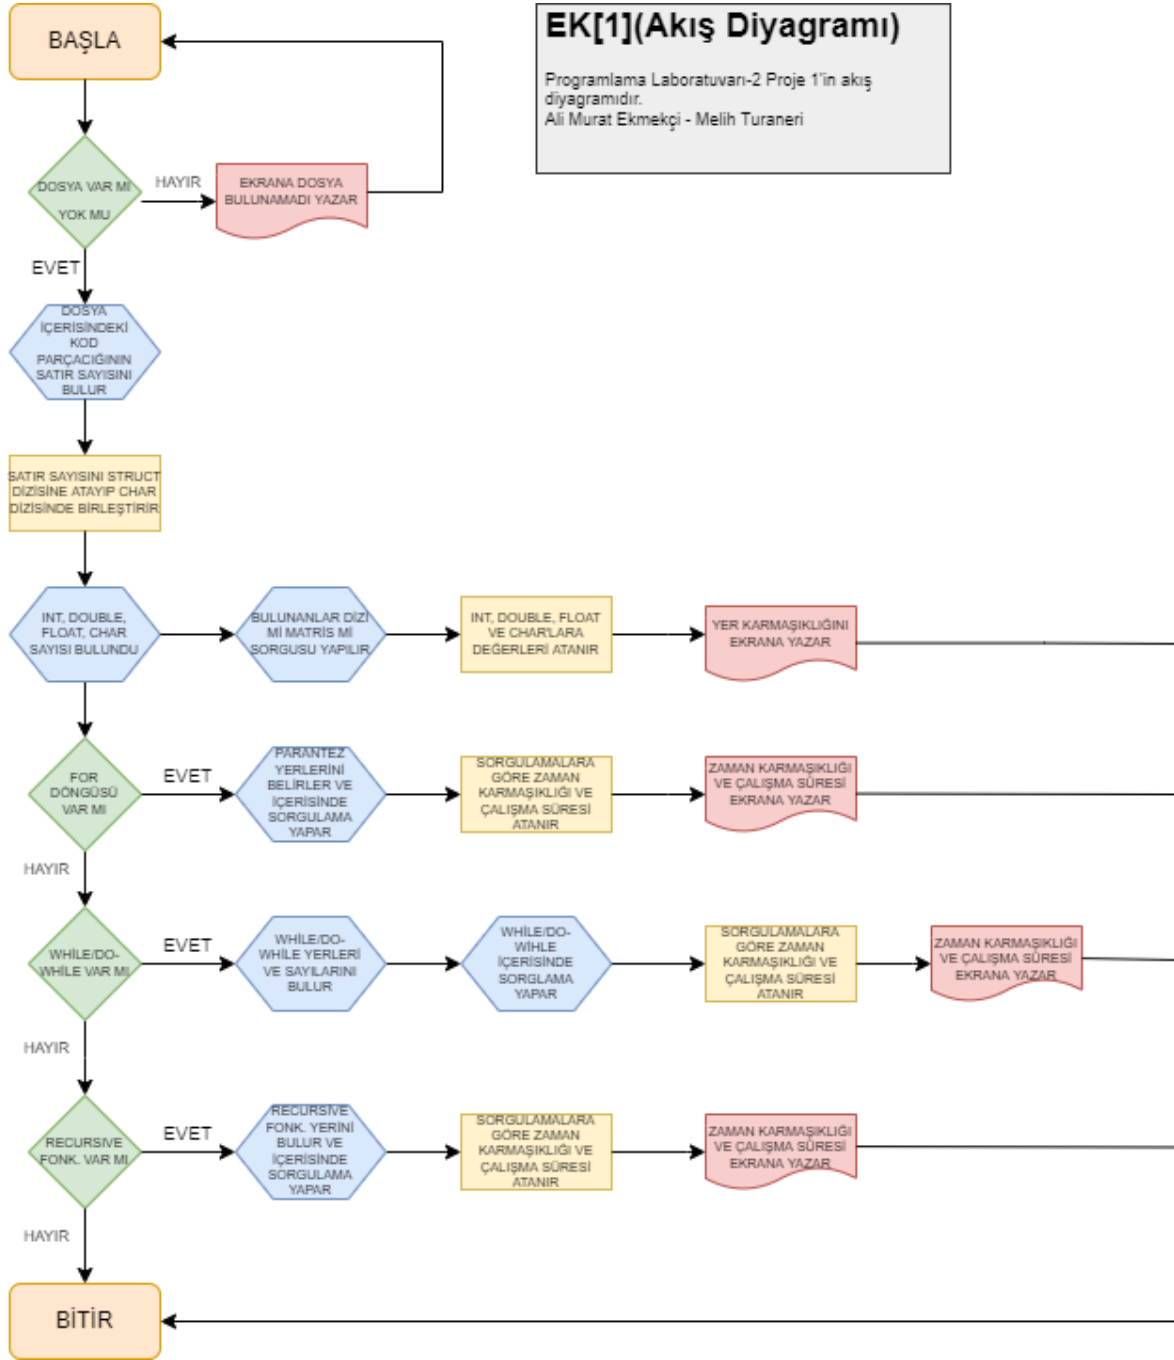 EK[1](Akış Diyagramı)
Programlama Laboratuvarı-2 Proje 1'in akış
diyagramıdır.
Ali Murat Ekmekçi - Melih Turaneri
BAŞLA
DOSYA VAR MI
YOK MU
HAYIR
EKRANA DOSYA
BULUNAMADI YAZAR
EVET
DOSYA
İÇERİSİNDEKİ
KOD
PARÇACIĞININ
SATIR SAYISINI
BULUR
SATIR SAYISINI STRUCT
DİZİSİNE ATAYIP CHAR
DİZİSİNDE BİRLEŞTİRİR
INT, DOUBLE,
FLOAT, CHAR
SAYISI BULUNDU
BULUNANLAR DİZİ
Mİ MATRİS Mİ
SORGUSU YAPILIR
INT, DOUBLE, FLOAT
VE CHAR'LARA
DEĞERLERİ ATANIR
YER KARMAŞIKLIĞINI
EKRANA YAZAR
FOR
DÖNGÜSÜ
VAR MI
EVET
PARANTEZ
YERLERİNİ
BELİRLER VE
İÇERİSİNDE
SORGULAMA
YAPAR
SORGULAMALARA
GÖRE ZAMAN
KARMAŞIKLIĞI VE
ÇALIŞMA SÜRESİ
ATANIR
ZAMAN KARMAŞIKLIĞI
VE ÇALIŞMA SÜRESİ
EKRANA YAZAR
HAYIR
WHİLE/DO-
WHİLE VAR MI
EVET
WHİLE/DO-
WHİLE YERLERİ
VE SAYILARINI
BULUR
WHİLE/DO-
WİHLE
İÇERİSİNDE
SORGLAMA
YAPAR
SORGULAMALARA
GÖRE ZAMAN
KARMAŞIKLIĞI VE
ÇALIŞMA SÜRESİ
ATANIR
ZAMAN KARMAŞIKLIĞI
VE ÇALIŞMA SÜRESİ
EKRANA YAZAR
HAYIR
RECURSIVE
FONK. VAR MI
EVET
RECURSIVE
FONK. YERİNİ
BULUR VE
İÇERİSİNDE
SORGULAMA
YAPAR
SORGULAMALARA
GÖRE ZAMAN
KARMAŞIKLIĞI VE
ÇALIŞMA SÜRESİ
ATANIR
ZAMAN KARMAŞIKLIĞI
VE ÇALIŞMA SÜRESİ
EKRANA YAZAR
HAYIR
BİTİR